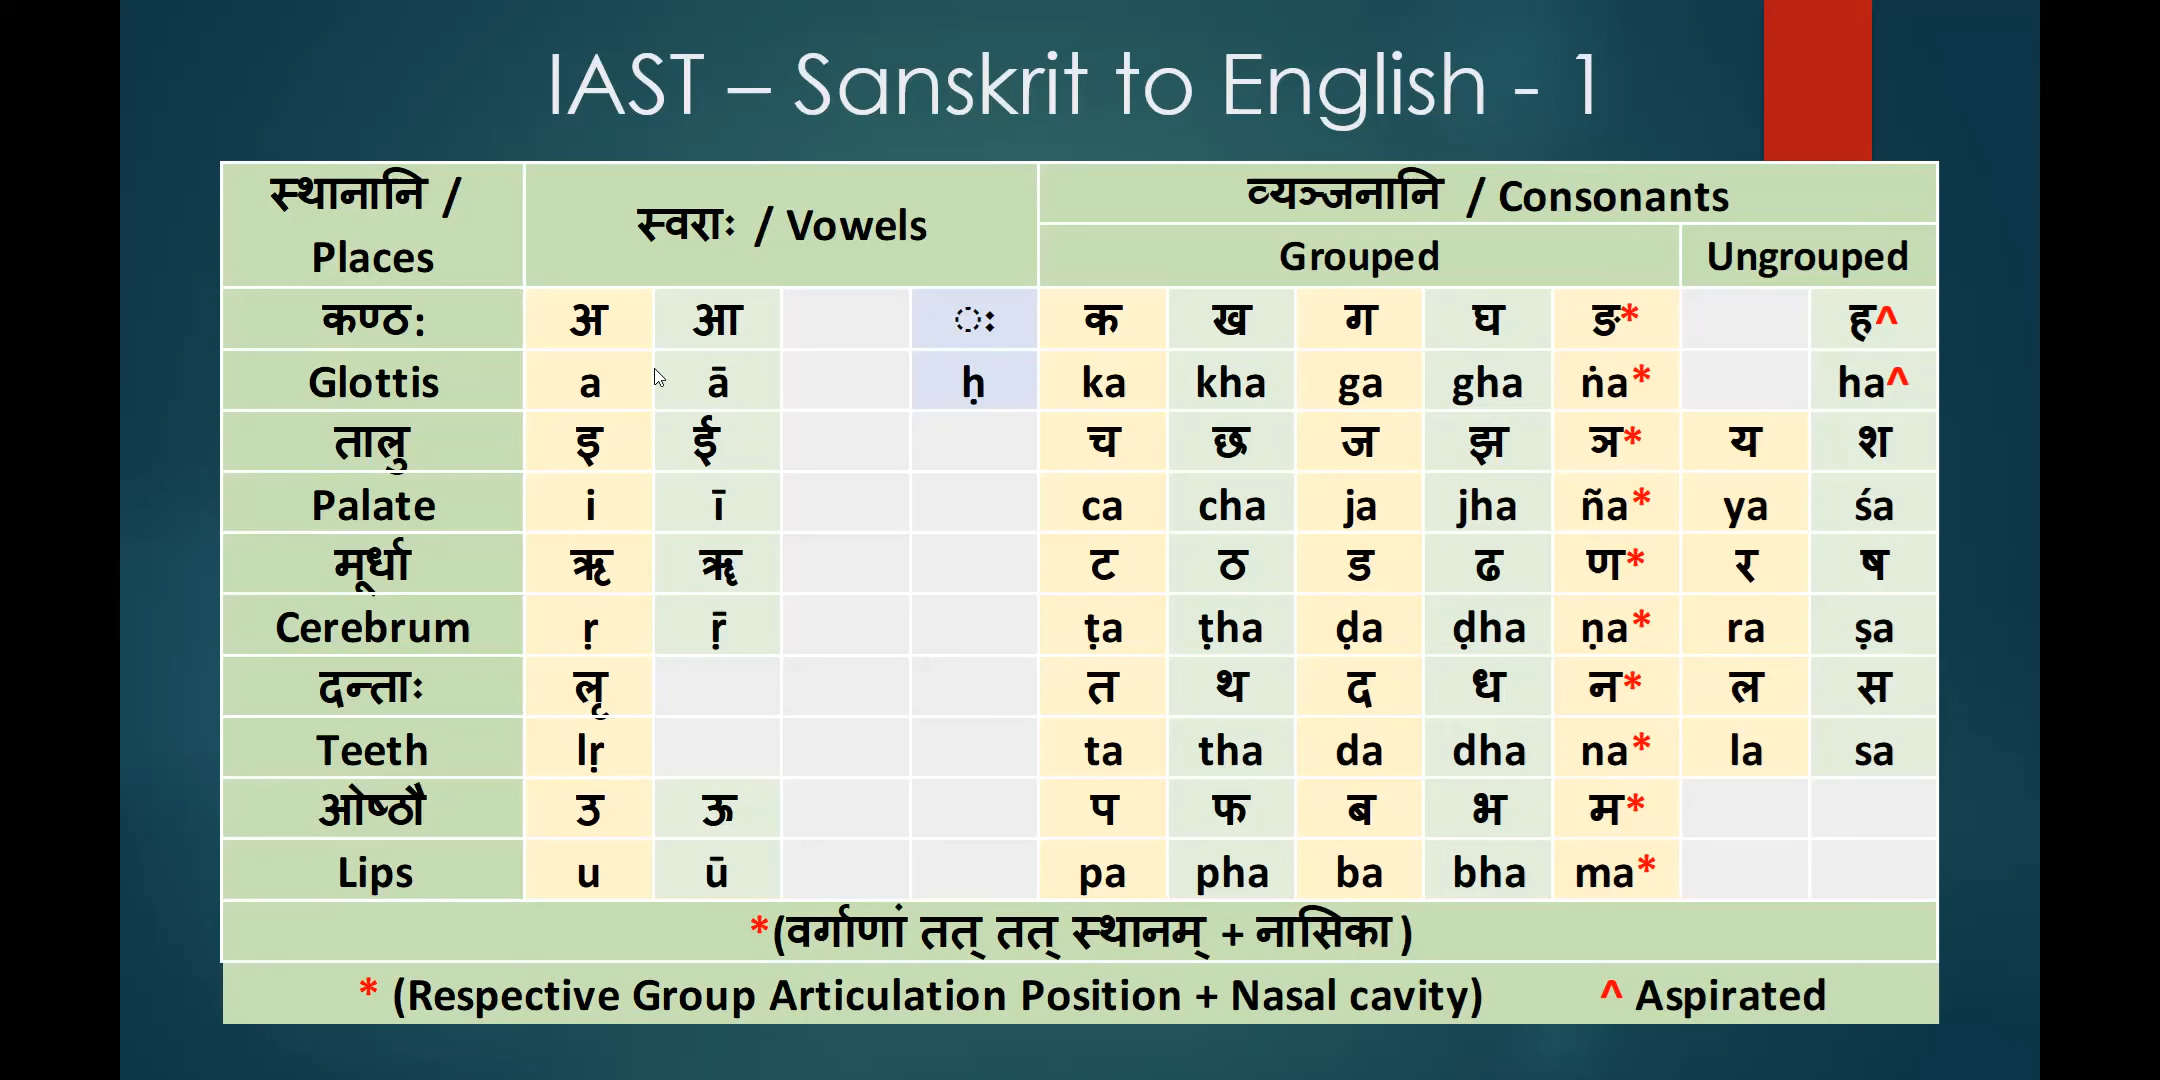 IAST – Sanskrit to English - 1
स्थानानि / Places
स्वराः / Vowels
व्यञ्जनानि / Consonants
Grouped Ungrouped
कण्ठ: अ आ ः क ख ग घ ङ* ह^
Glottis a ā ḥ ka kha ga gha ṅa* ha^
तालु इ ई च छ ज झ ञ* य श
Palate i ī ca cha ja jha ña* ya śa
मूर्धा ऋ ॠ ट ठ ड ढ ण* र ष
Cerebrum ṛ ṝ ṭa ṭha ḍa ḍha ṇa* ra ṣa
दन्ताः लृ त थ द ध न* ल स
Teeth lṛ ta tha da dha na* la sa
ओष्ठौ उ ऊ प फ ब भ म*
Lips u ū pa pha ba bha ma*
*(वर्गाणां तत् तत् स्थानम् + नासिका )
* (Respective Group Articulation Position + Nasal cavity) ^ Aspirated